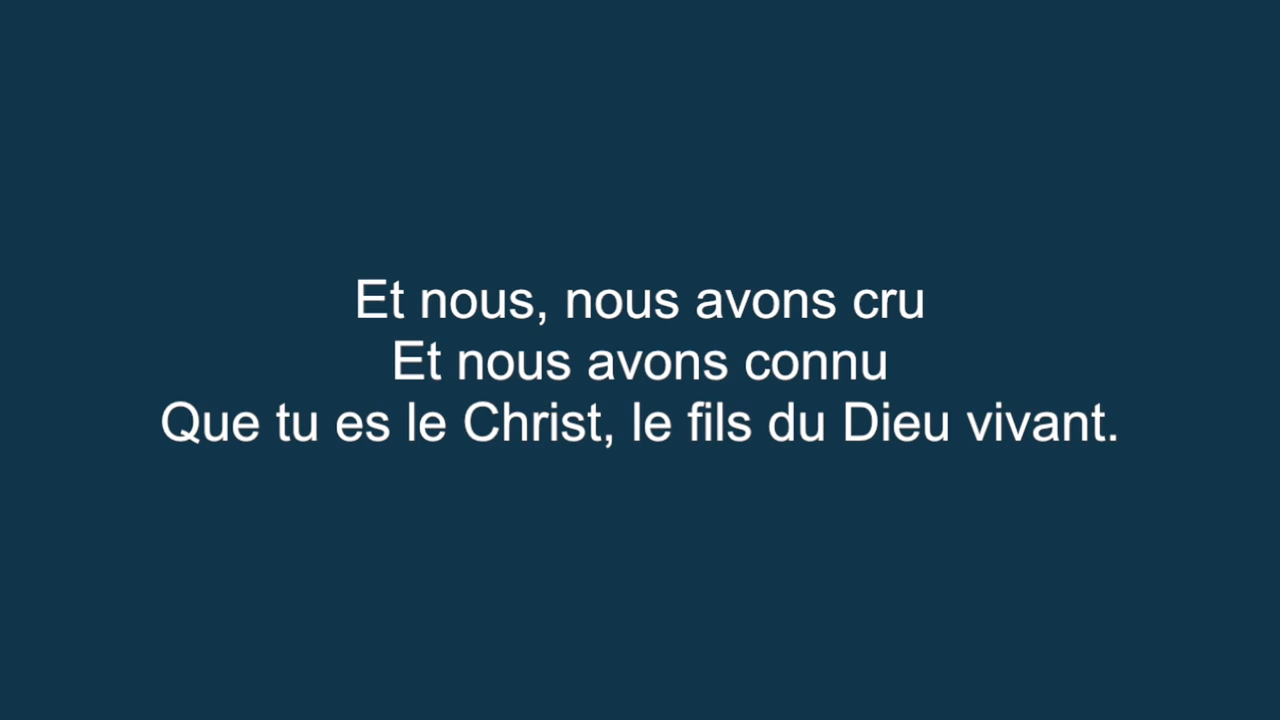 Et nous, nous avons cru
Et nous avons connu
Que tu es le Christ, le fils du Dieu vivant.